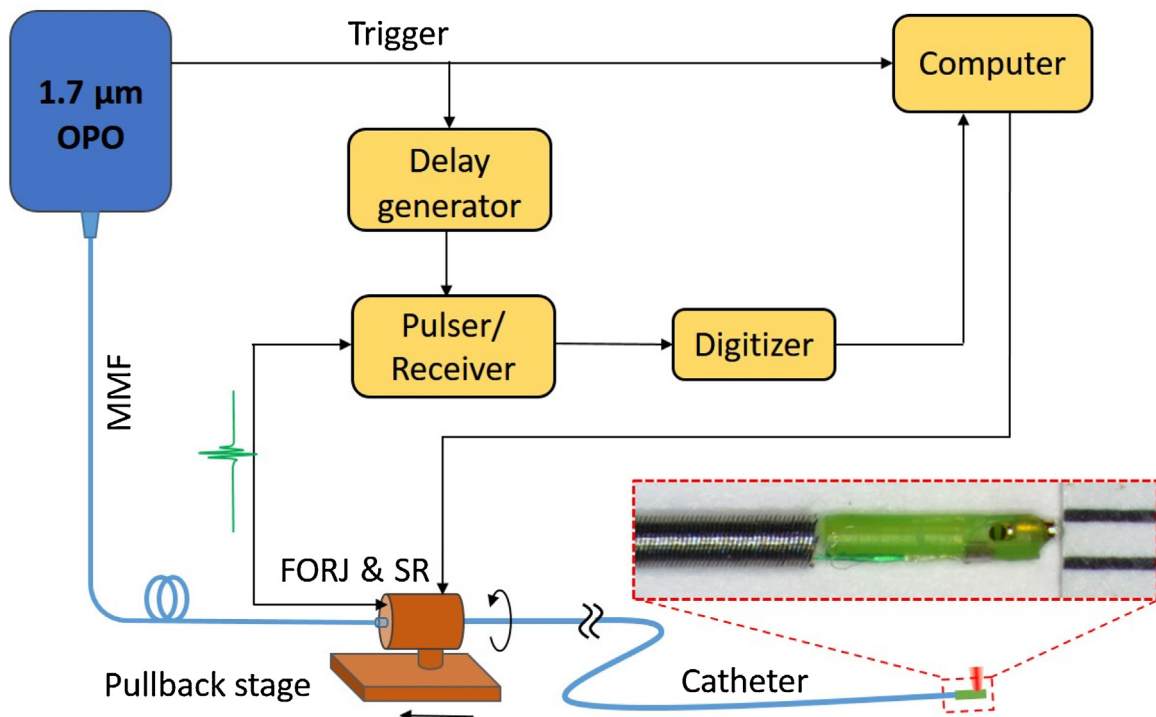 Trigger
1.7 µm
OPO
Computer
Delay
generator
Pulser/
Receiver
Digitizer
MMF
FORJ & SR
Pullback stage
Catheter